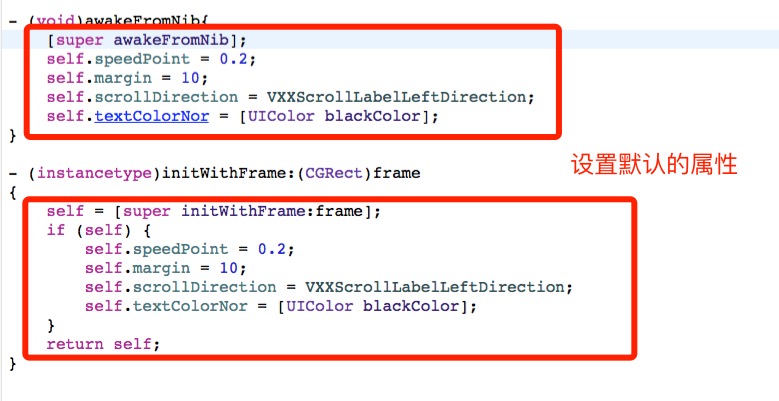 - (void)awakeFromNib{
[super awakeFromNib];
self.speedPoint = 0.2;
self.margin = 10;
self.scrollDirection = VXXScrollLabelLeftDirection;
self.textColorNor = [UIColor blackColor];
}
设置默认的属性
- (instancetype)initWithFrame:(CGRect)frame
{
self = [super initWithFrame:frame];
if (self) {
self.speedPoint = 0.2;
self.margin = 10;
self.scrollDirection = VXXScrollLabelLeftDirection;
self.textColorNor = [UIColor blackColor];
}
return self;
}